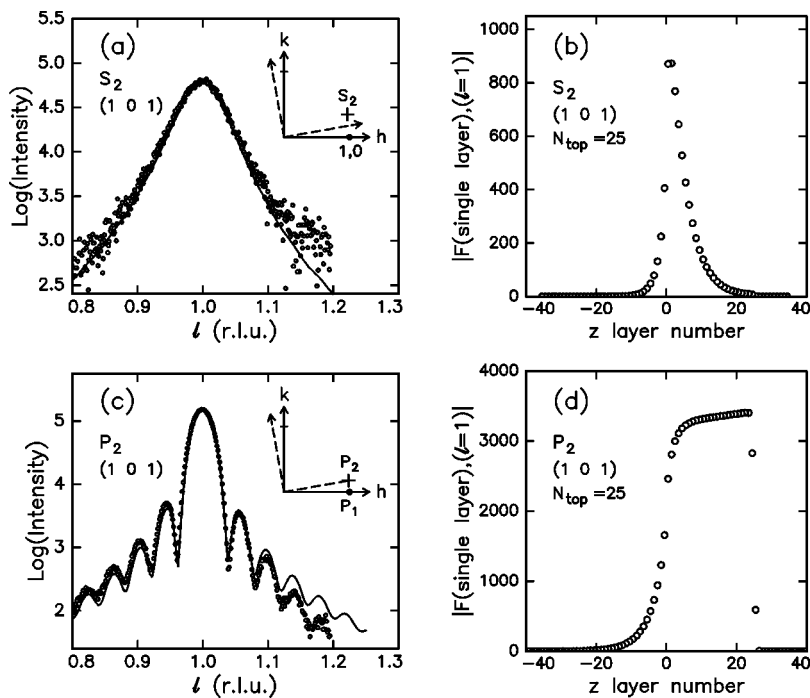 (a)
S2
(1 0 1)
k
S2
h
1,0
Log(Intensity)
5.0
4.5
4.0
3.5
3.0
2.5
0.8 0.9 1.0 1.1 1.2 1.3
l (r.l.u.)
(b)
S2
(1 0 1)
Ntop=25
|F(single layer),(l=1)|
1000
800
600
400
200
0
−40 −20 0 20 40
z layer number
(c)
P2
(1 0 1)
k
P2
h
P1
Log(Intensity)
5
4
3
2
0.8 0.9 1.0 1.1 1.2 1.3
l (r.l.u.)
(d)
P2
(1 0 1)
Ntop=25
|F(single layer),(l=1)|
4000
3000
2000
1000
0
−40 −20 0 20 40
z layer number